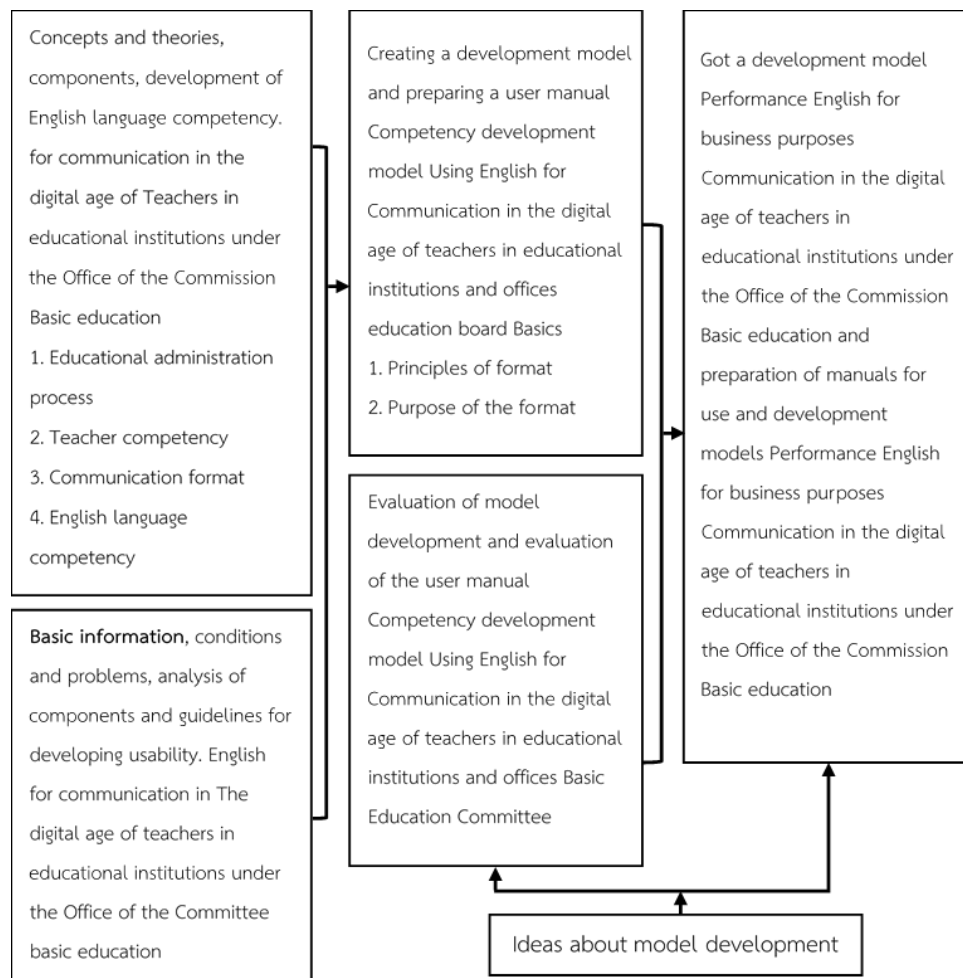 Concepts and theories,
components, development of
English language competency.
for communication in the
digital age of Teachers in
educational institutions under
the Office of the Commission
Basic education
1. Educational administration
process
2. Teacher competency
3. Communication format
4. English language
competency
Basic information, conditions
and problems, analysis of
components and guidelines for
developing usability. English
for communication in The
digital age of teachers in
educational institutions under
the Office of the Committee
basic education
Creating a development model
and preparing a user manual
Competency development
model Using English for
Communication in the digital
age of teachers in educational
institutions and offices
education board Basics
1. Principles of format
2. Purpose of the format
Evaluation of model
development and evaluation
of the user manual
Competency development
model Using English for
Communication in the digital
age of teachers in educational
institutions and offices Basic
Education Committee
Got a development model
Performance English for
business purposes
Communication in the digital
age of teachers in
educational institutions under
the Office of the Commission
Basic education and
preparation of manuals for
use and development
models Performance English
for business purposes
Communication in the digital
age of teachers in
educational institutions under
the Office of the Commission
Basic education
Ideas about model development